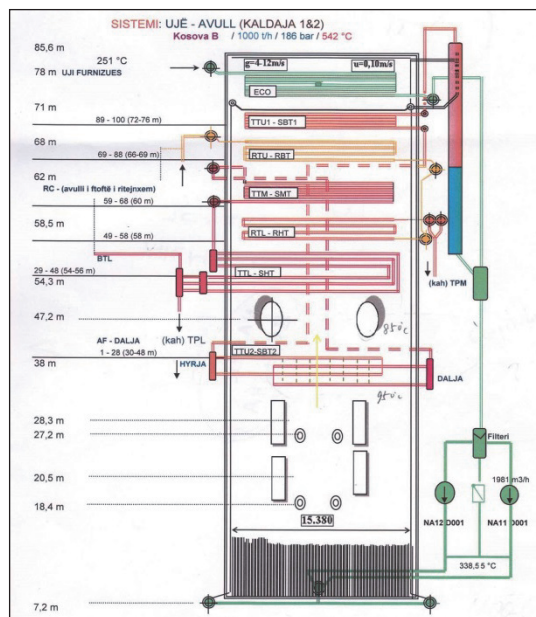 SISTEMI: UJË - AVULL (KALDAJA 1&2)
Kosova B / 1000 t/h / 186 bar / 542 °C
85,6 m
251 °C
g=4-12m/s
u=0,10m/s
78 m
UJI FURNIZUES
ECO
71 m
TTU1 - SBT1
89 - 100 (72-76 m)
68 m
RTU - RBT
69 - 88 (66-69 m)
62 m
RC - (avulli i ftoftë i ritejnxem)
TTM - SMT
59 - 68 (60 m)
58,5 m
RTL - RHT
49 - 58 (58 m)
BTL
(kah) TPM
29 - 48 (54-56 m)
TTL - SHT
54,3 m
47,2 m
(kah) TPL
AF - DALJA
TTU2-SBT2
1 - 28 (30-48 m)
38 m
HYRJA
DALJA
28,3 m
27,2 m
Filteri
20,5 m
1981 m3/h
18,4 m
15.380
NA12 D001
NA11 D001
338,55 °C
7,2 m